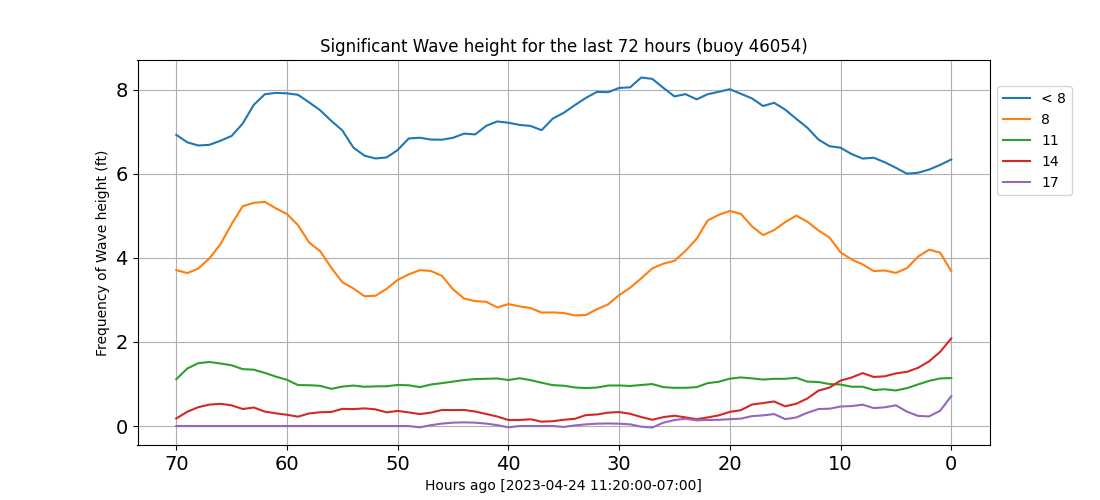 Significant Wave height for the last 72 hours (buoy 46054)
Frequency of Wave height (ft)
8
6
4
2
0
70 60 50 40 30 20 10 0
Hours ago [2023-04-24 11:20:00-07:00]
< 8
8
11
14
17